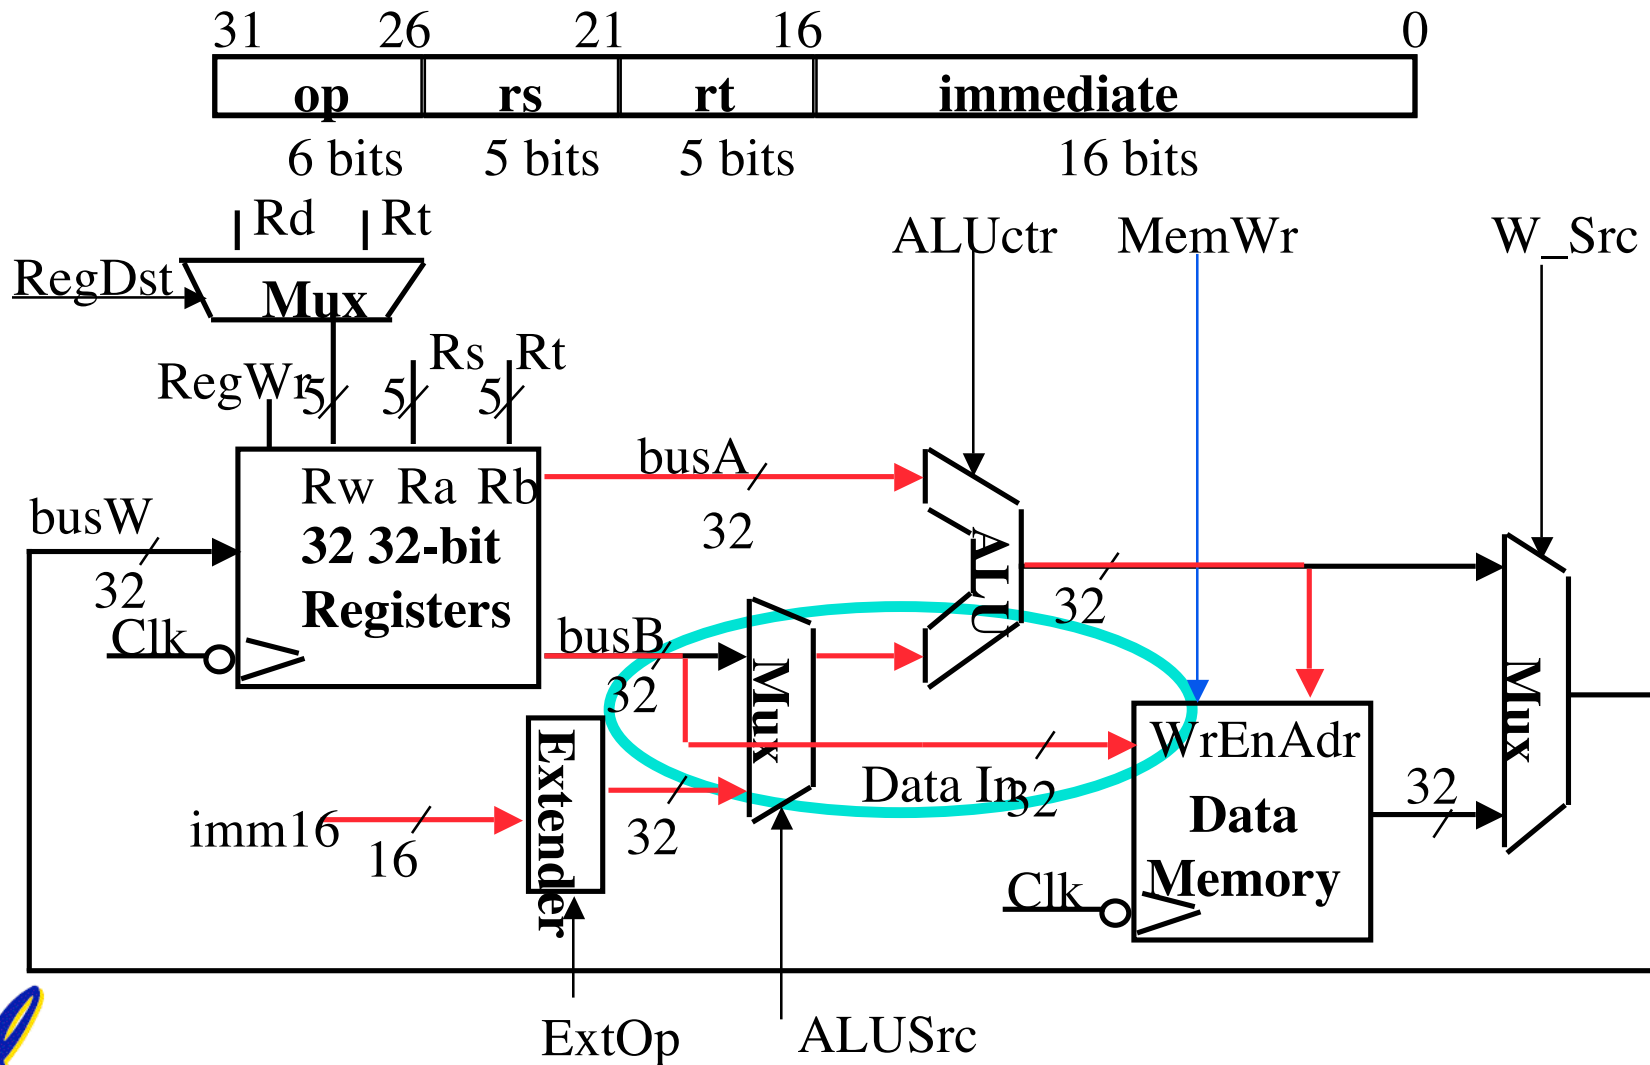 31 26 21 16 0
op rs rt immediate
6 bits 5 bits 5 bits 16 bits
Rd Rt
ALUctr MemWr W_Src
RegDst
Mux
Rs Rt
RegWr 5 5 5
busA
Rw Ra Rb
busW
32
32 32-bit
ALU
32
32
Registers
Clk
busB
32
Mux
Mux
WrEnAdr
Extender
Data In 32
32
imm16
16
32
Data
Memory
Clk
ExtOp
ALUSrc